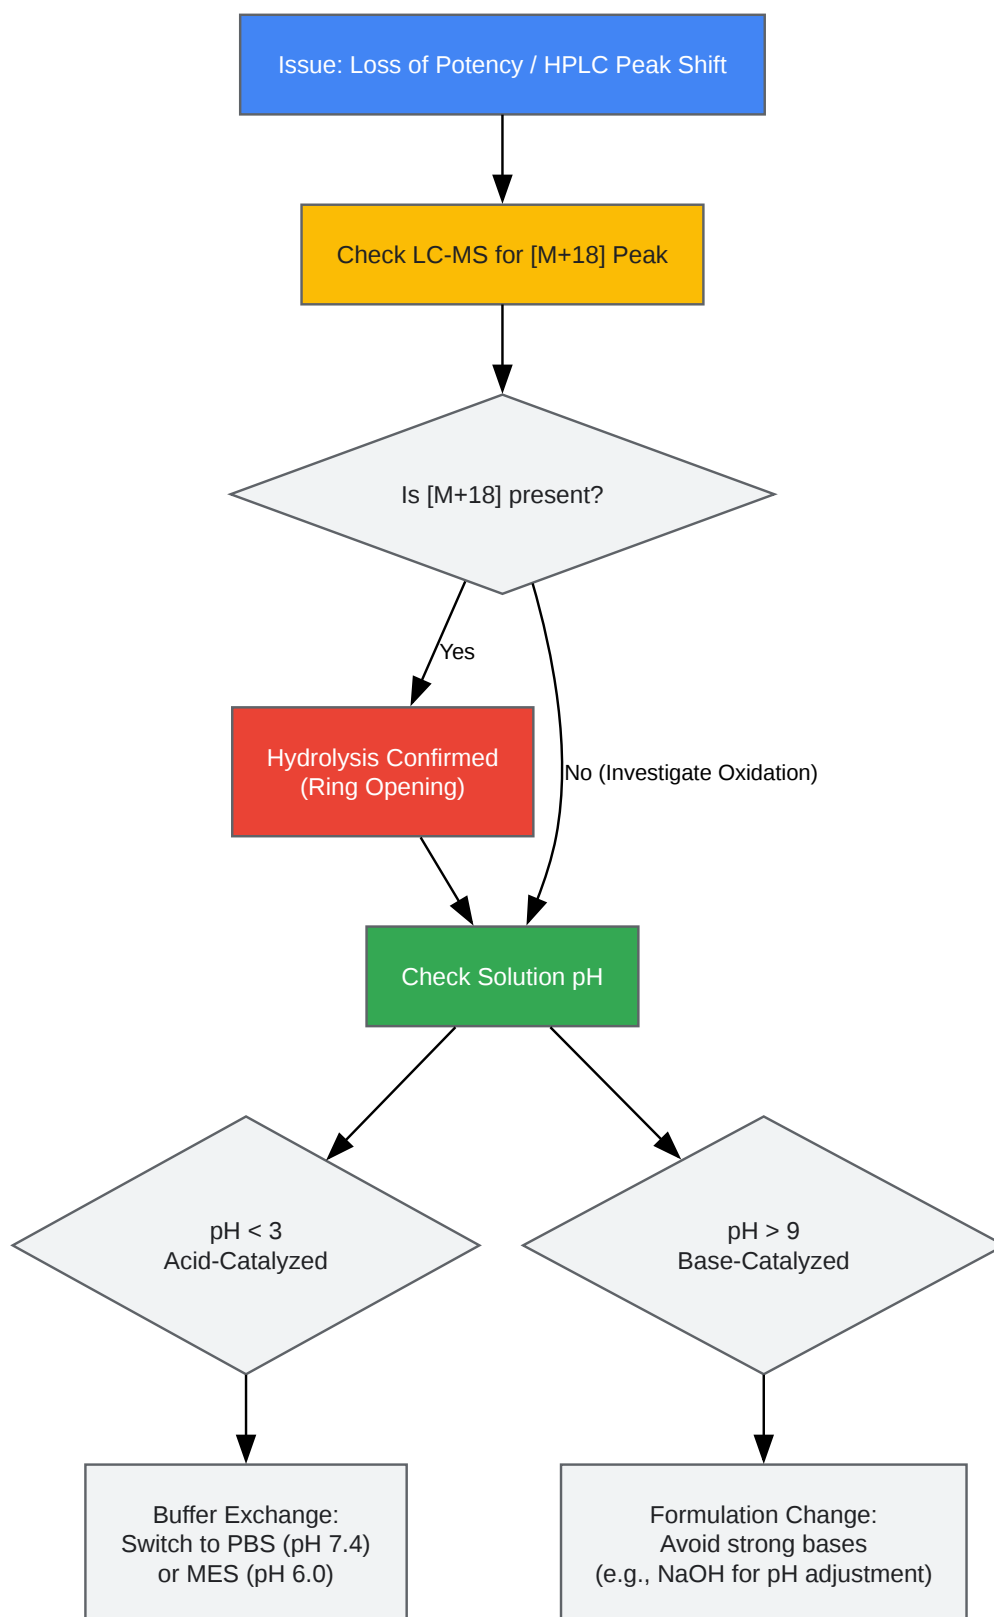 Issue: Loss of Potency / HPLC Peak Shift
Check LC-MS for [M+18] Peak
Is [M+18] present?
Yes
Hydrolysis Confirmed
(Ring Opening)
No (Investigate Oxidation)
Check Solution pH
pH < 3
Acid-Catalyzed
pH > 9
Base-Catalyzed
Buffer Exchange:
Switch to PBS (pH 7.4)
or MES (pH 6.0)
Formulation Change:
Avoid strong bases
(e.g., NaOH for pH adjustment)